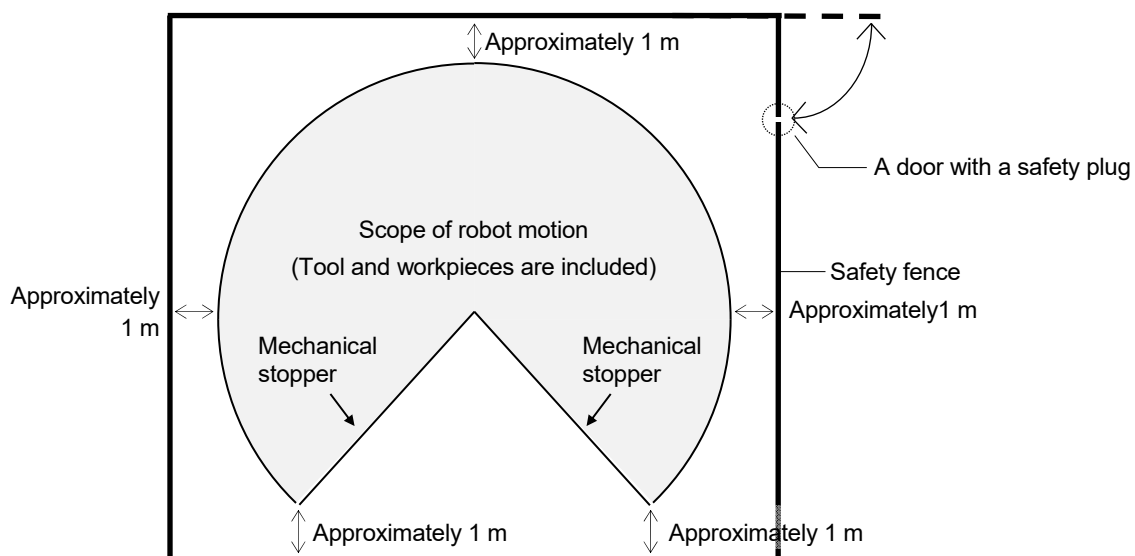 Approximately 1 m
A door with a safety plug
Scope of robot motion
(Tool and workpieces are included)
Safety fence
Approximately
1 m
Approximately1 m
Mechanical
stopper
Mechanical
stopper
Approximately 1 m
Approximately 1 m